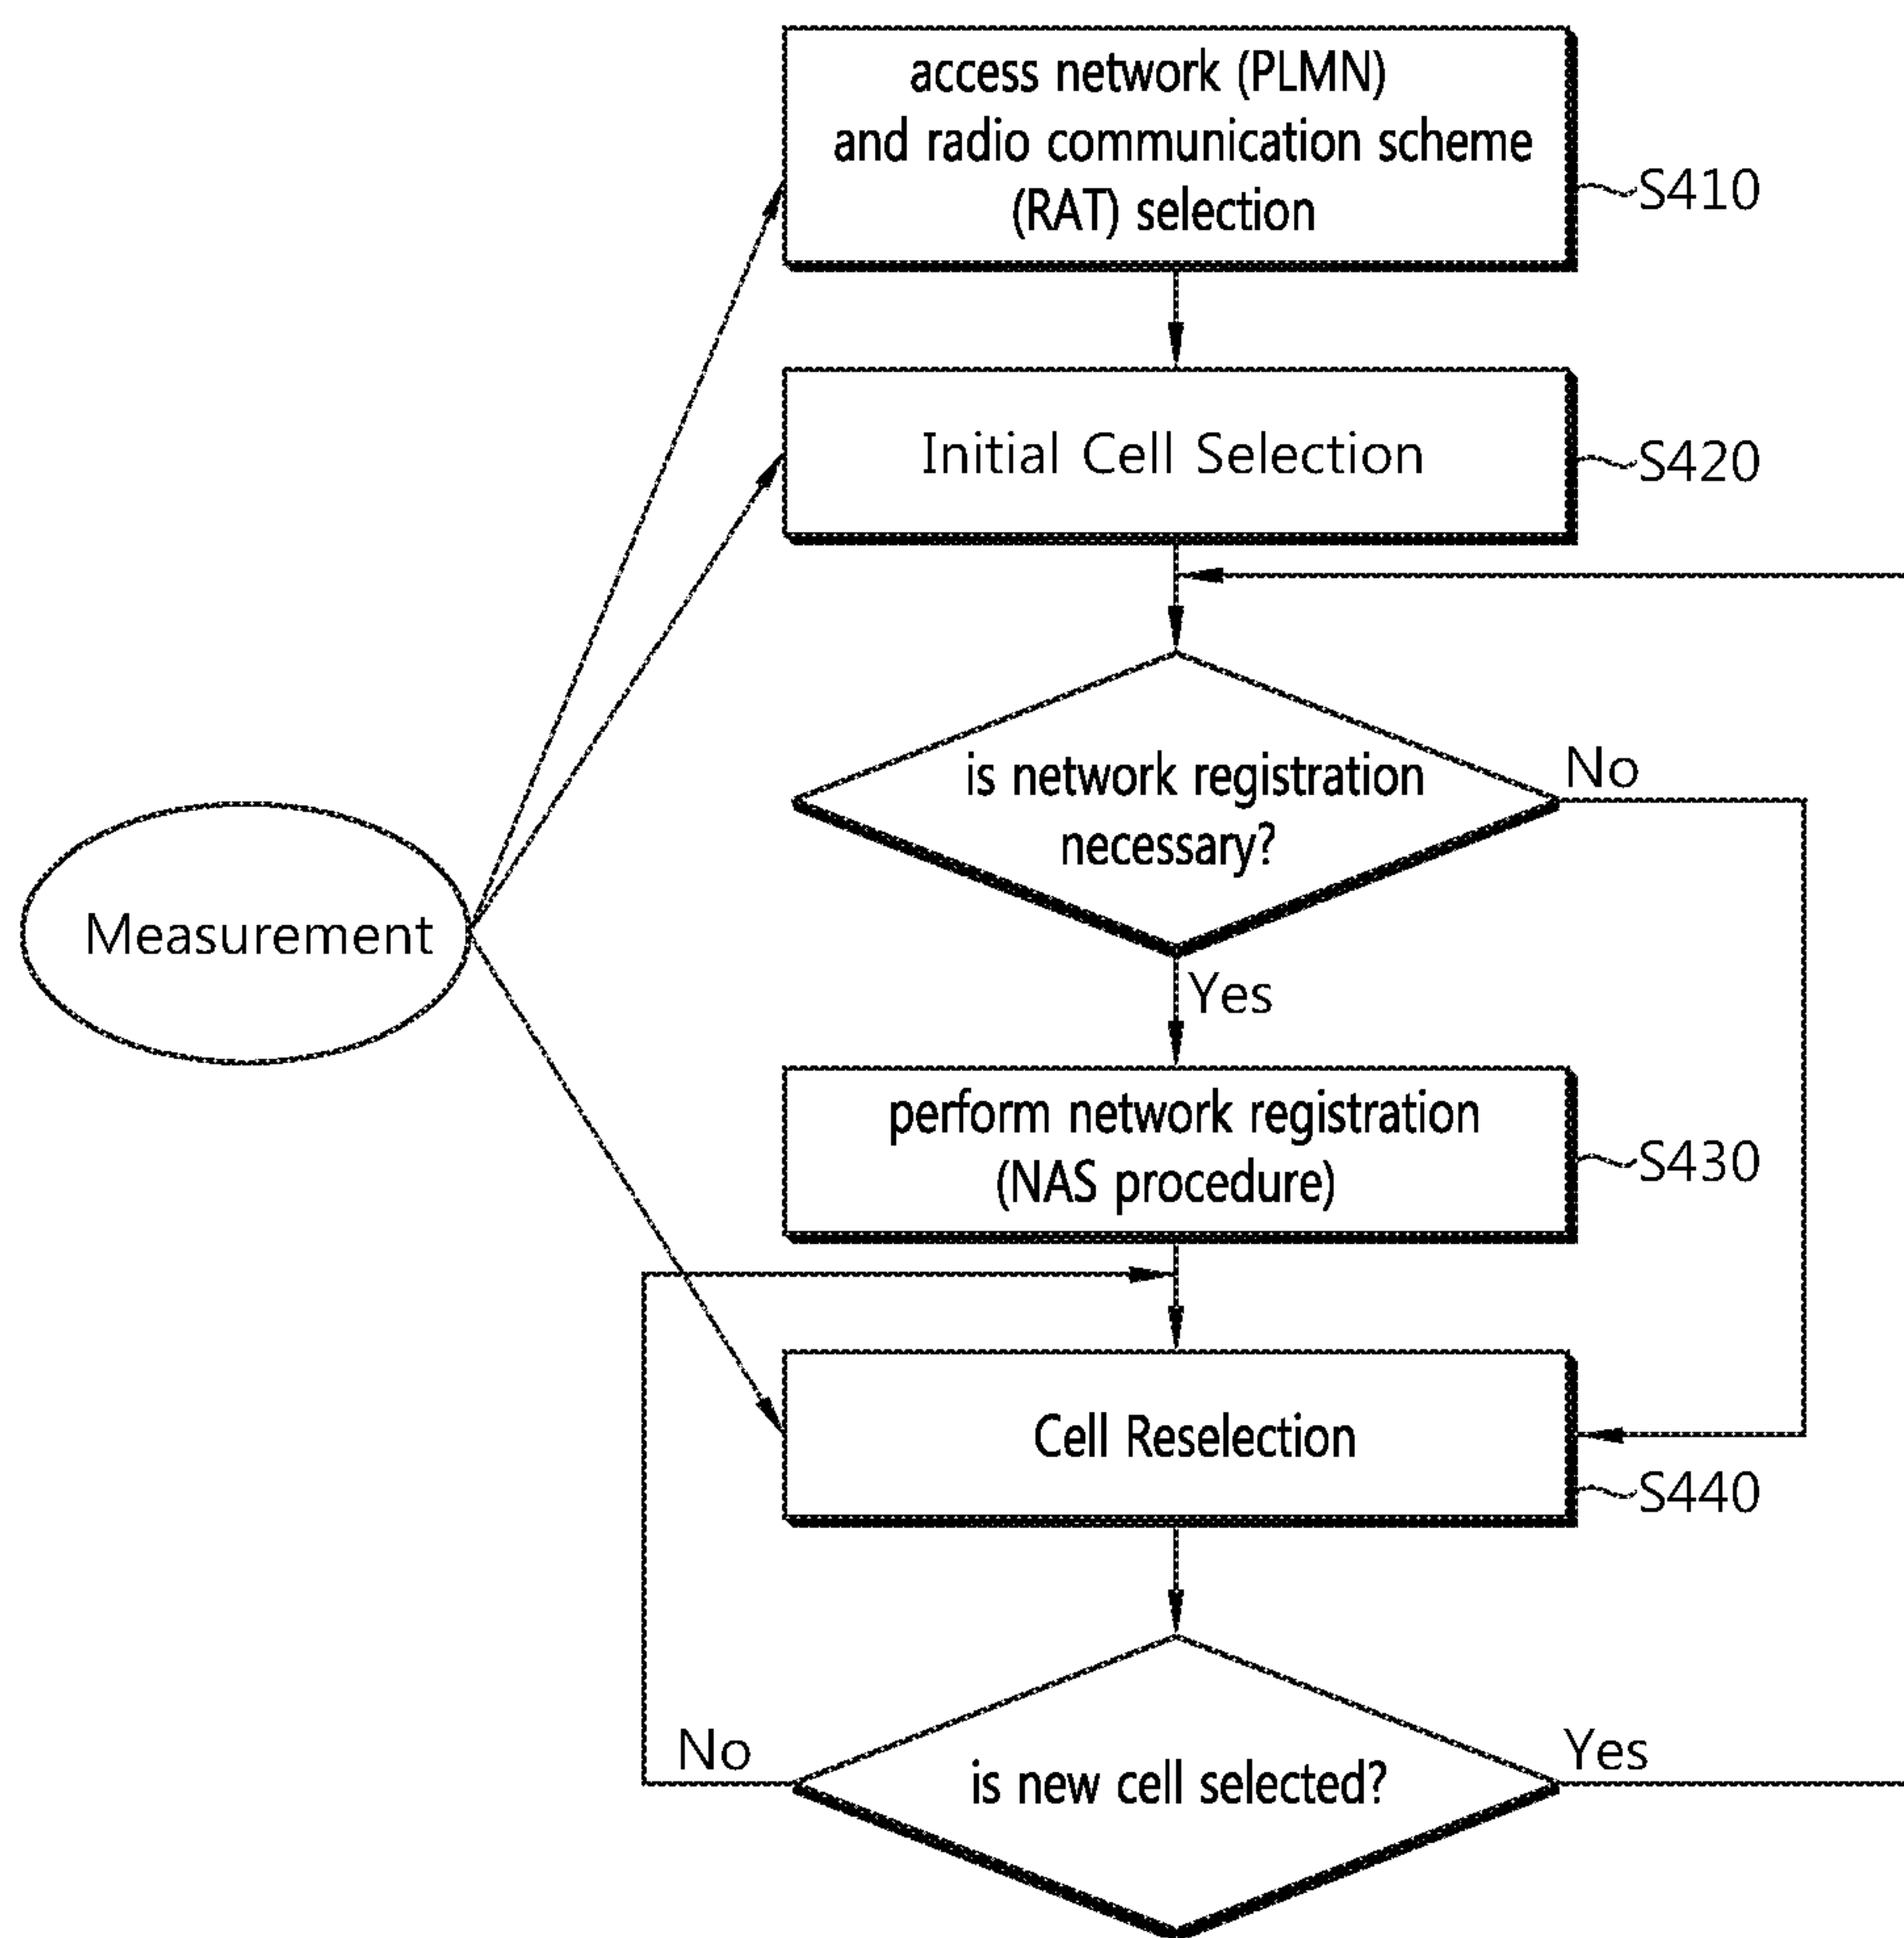 access network (PLMN)
and radio communication scheme
(RAT) selection
S410
Initial Cell Selection
S420
is network registration
necessary?
No
Measurement
Yes
perform network registration
(NAS procedure)
S430
Cell Reselection
S440
No
is new cell selected?
Yes